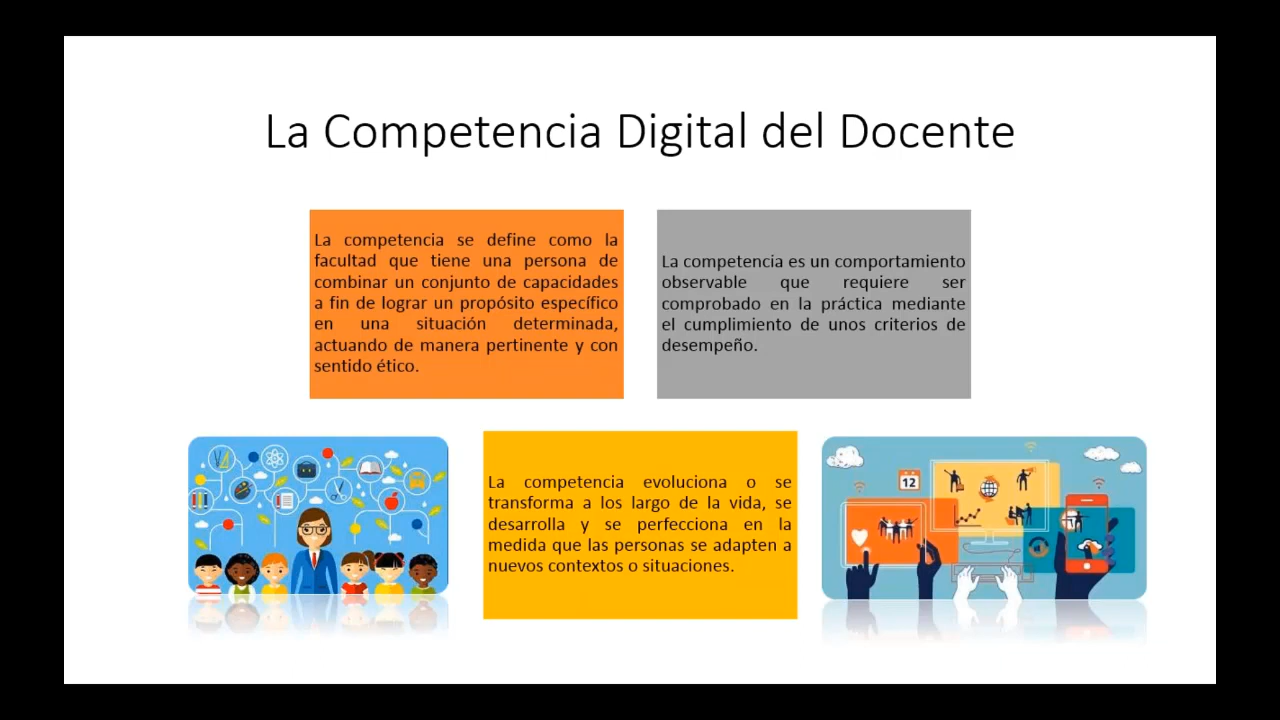 La Competencia Digital del Docente
La competencia se define como la
facultad que tiene una persona de
combinar un conjunto de capacidades
a fin de lograr un propósito específico
en una situación determinada,
actuando de manera pertinente y con
sentido ético.
La competencia es un comportamiento
observable que requiere ser
comprobado en la práctica mediante
el cumplimiento de unos criterios de
desempeño.
La competencia evoluciona o se
transforma a los largo de la vida, se
desarrolla y se perfecciona en la
medida que las personas se adapten a
nuevos contextos o situaciones.
12